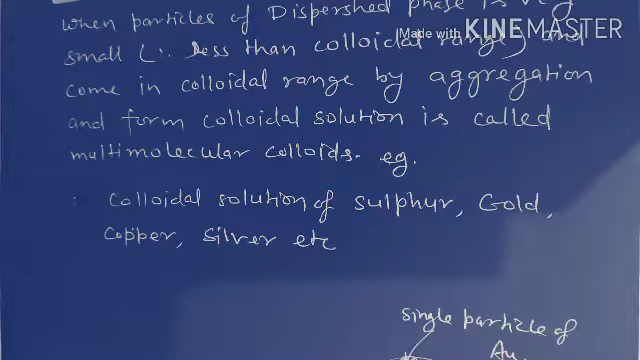 Made with KINEMASTER
when particles of Dispershed phase is very
small (∵ less than colloidal range) and
come in colloidal range by aggregation
and form colloidal solution is called
multimolecular colloids. eg.
: Colloidal solution of sulphur, Gold,
Copper, Silver etc
single particle of
Au